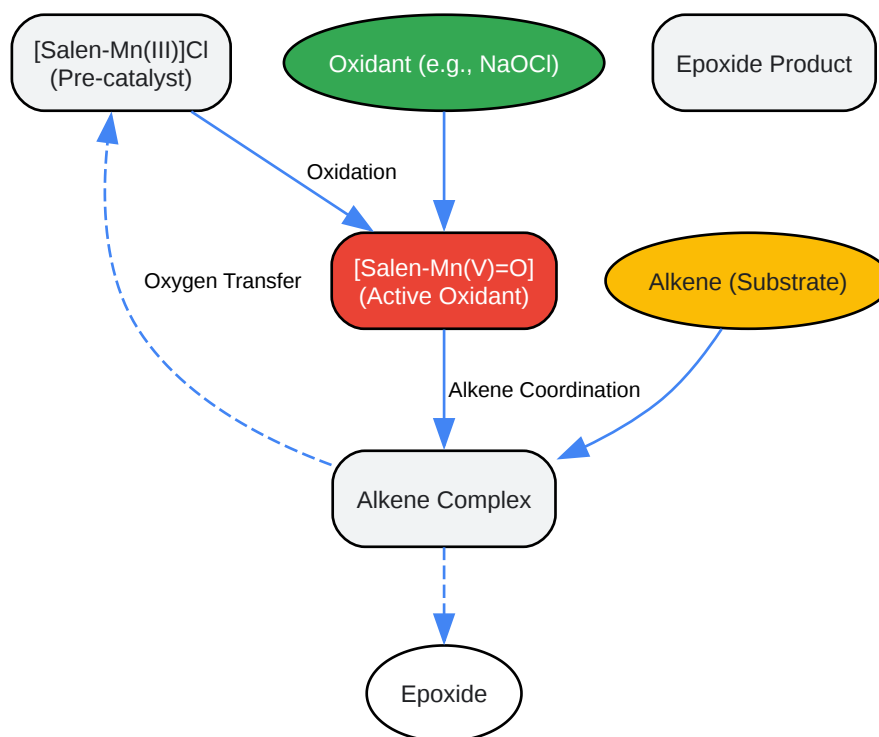 [Salen-Mn(III)]Cl
(Pre-catalyst)
Oxidant (e.g., NaOCl)
Epoxide Product
Oxidation
[Salen-Mn(V)=O]
(Active Oxidant)
Alkene (Substrate)
Oxygen Transfer
Alkene Coordination
Alkene Complex
Epoxide